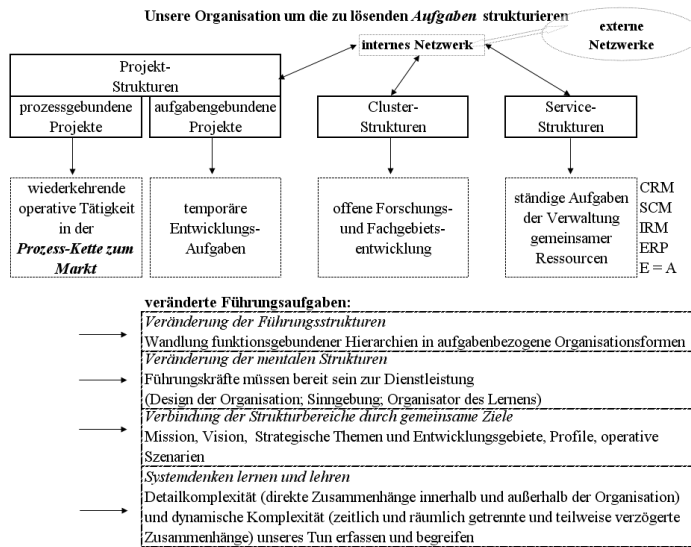 Unsere Organisation um die zu lösenden Aufgaben strukturieren
externe
Netzwerke
internes Netzwerk
Projekt-
Strukturen
prozessgebundene
Projekte
aufgabengebundene
Projekte
Cluster-
Strukturen
Service-
Strukturen
wiederkehrende
operative Tätigkeit
in der
Prozess-Kette zum
Markt
temporäre
Entwicklungs-
Aufgaben
offene Forschungs-
und Fachgebiets-
entwicklung
ständige Aufgaben
der Verwaltung
gemeinsamer
Ressourcen
CRM
SCM
IRM
ERP
E = A
veränderte Führungsaufgaben:
Veränderung der Führungsstrukturen
Wandlung funktionsgebundener Hierarchien in aufgabenbezogene Organisationsformen
Veränderung der mentalen Strukturen
Führungskräfte müssen bereit sein zur Dienstleistung
(Design der Organisation; Sinngebung; Organisator des Lernens)
Verbindung der Strukturbereiche durch gemeinsame Ziele
Mission, Vision, Strategische Themen und Entwicklungsgebiete, Profile, operative
Szenarien
Systemdenken lernen und lehren
Detailkomplexität (direkte Zusammenhänge innerhalb und außerhalb der Organisation)
und dynamische Komplexität (zeitlich und räumlich getrennte und teilweise verzögerte
Zusammenhänge) unseres Tun erfassen und begreifen